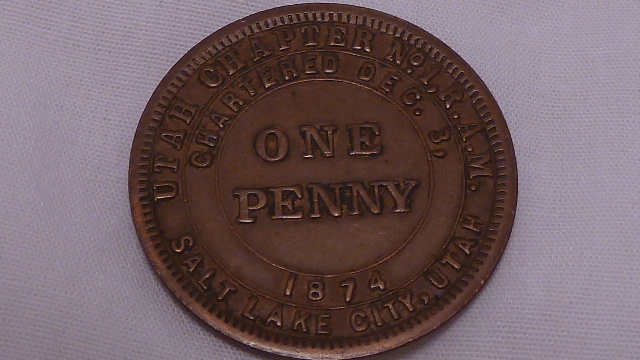 UTAH CHAPTER No. 1, R.A.M.
CHARTERED DEC. 3,
ONE
PENNY
1874
SALT LAKE CITY, UTAH